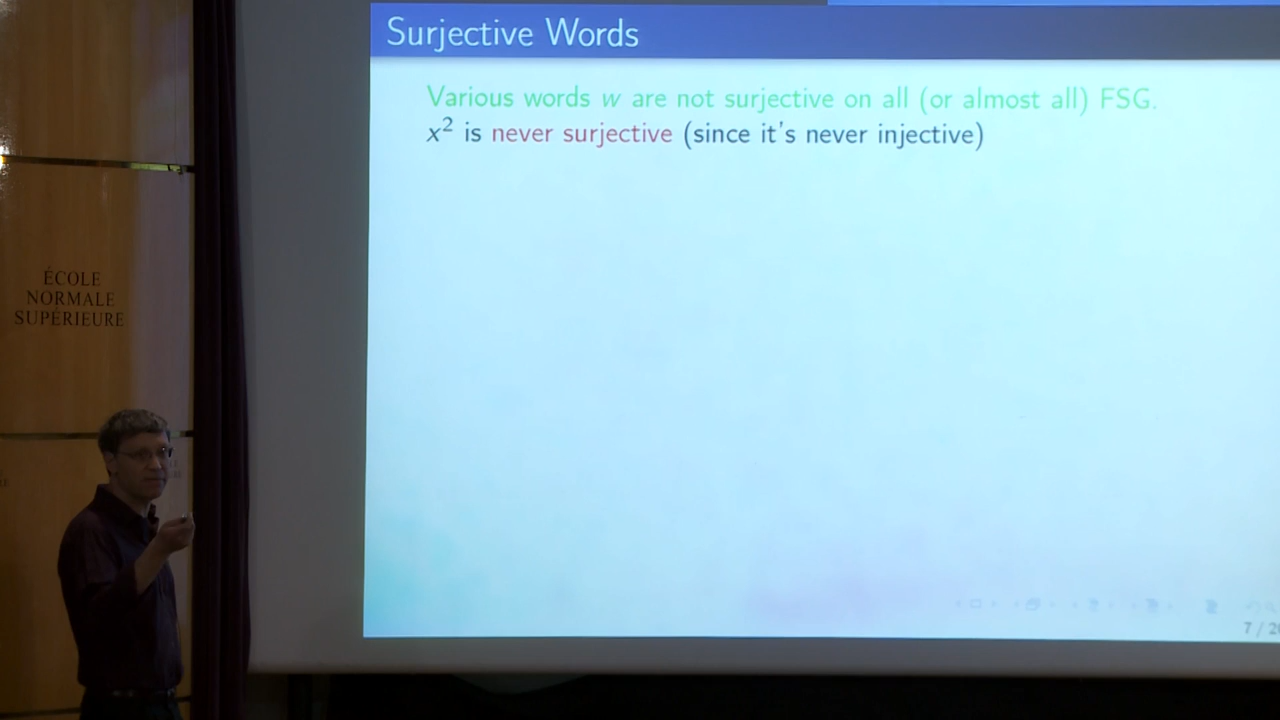 Surjective Words
Various words w are not surjective on all (or almost all) FSG.
x² is never surjective (since it's never injective)
ÉCOLE
NORMALE
SUPÉRIEURE